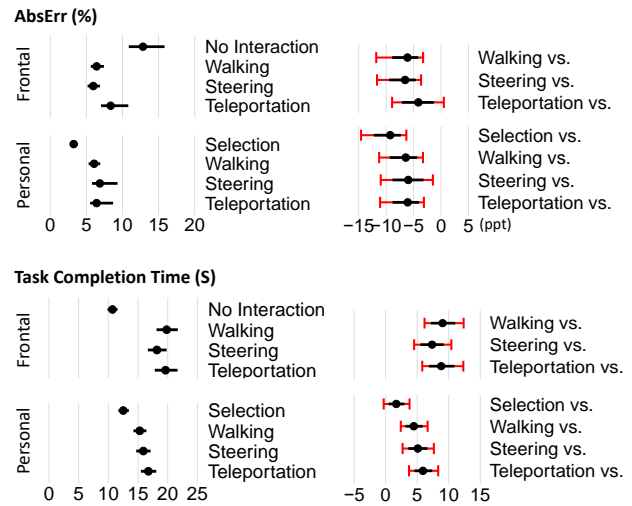 AbsErr (%)
Frontal
No Interaction
Walking
Steering
Teleportation
Walking vs.
Steering vs.
Teleportation vs.
Personal
Selection
Walking
Steering
Teleportation
Selection vs.
Walking vs.
Steering vs.
Teleportation vs.
0 5 10 15 20
−15 −10 −5 0 5 (ppt)
Task Completion Time (S)
Frontal
No Interaction
Walking
Steering
Teleportation
Walking vs.
Steering vs.
Teleportation vs.
Personal
Selection
Walking
Steering
Teleportation
Selection vs.
Walking vs.
Steering vs.
Teleportation vs.
0 5 10 15 20 25
−5 0 5 10 15